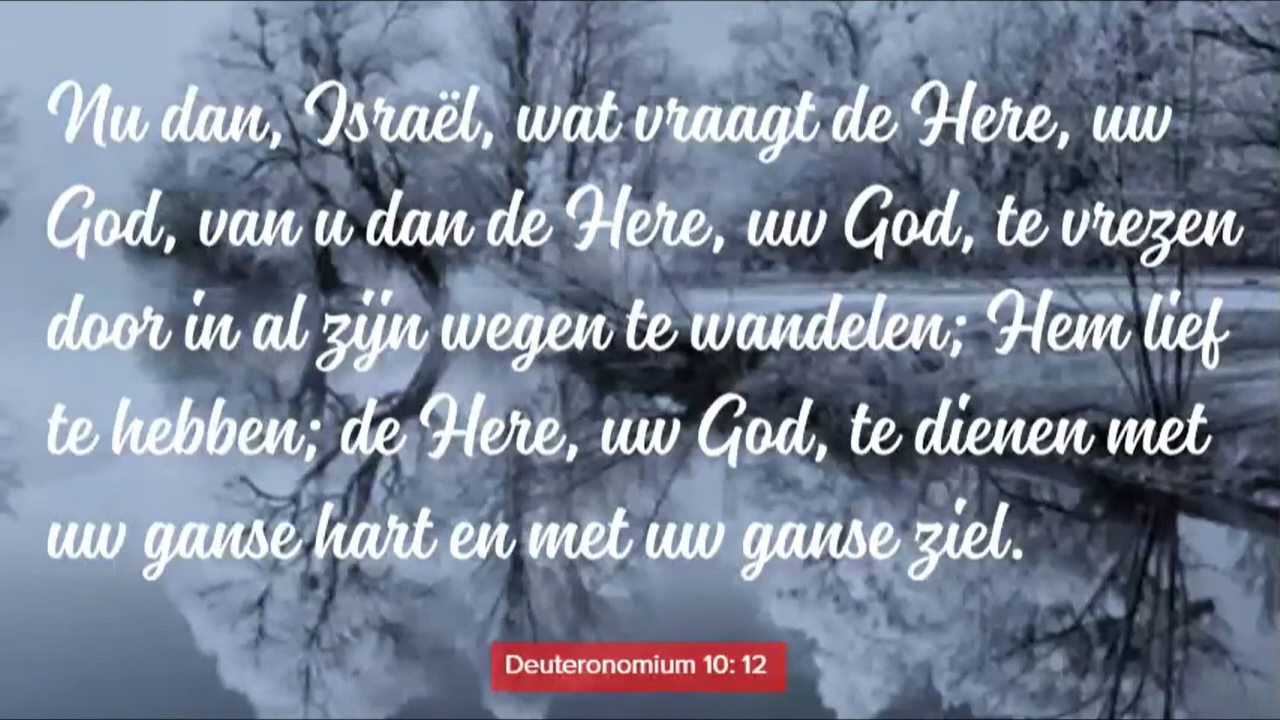 Nu dan, Israël, wat vraagt de Here, uw
God, van u dan de Here, uw God, te vrezen
door in al zijn wegen te wandelen; Hem lief
te hebben; de Here, uw God, te dienen met
uw ganse hart en met uw ganse ziel.
Deuteronomium 10: 12